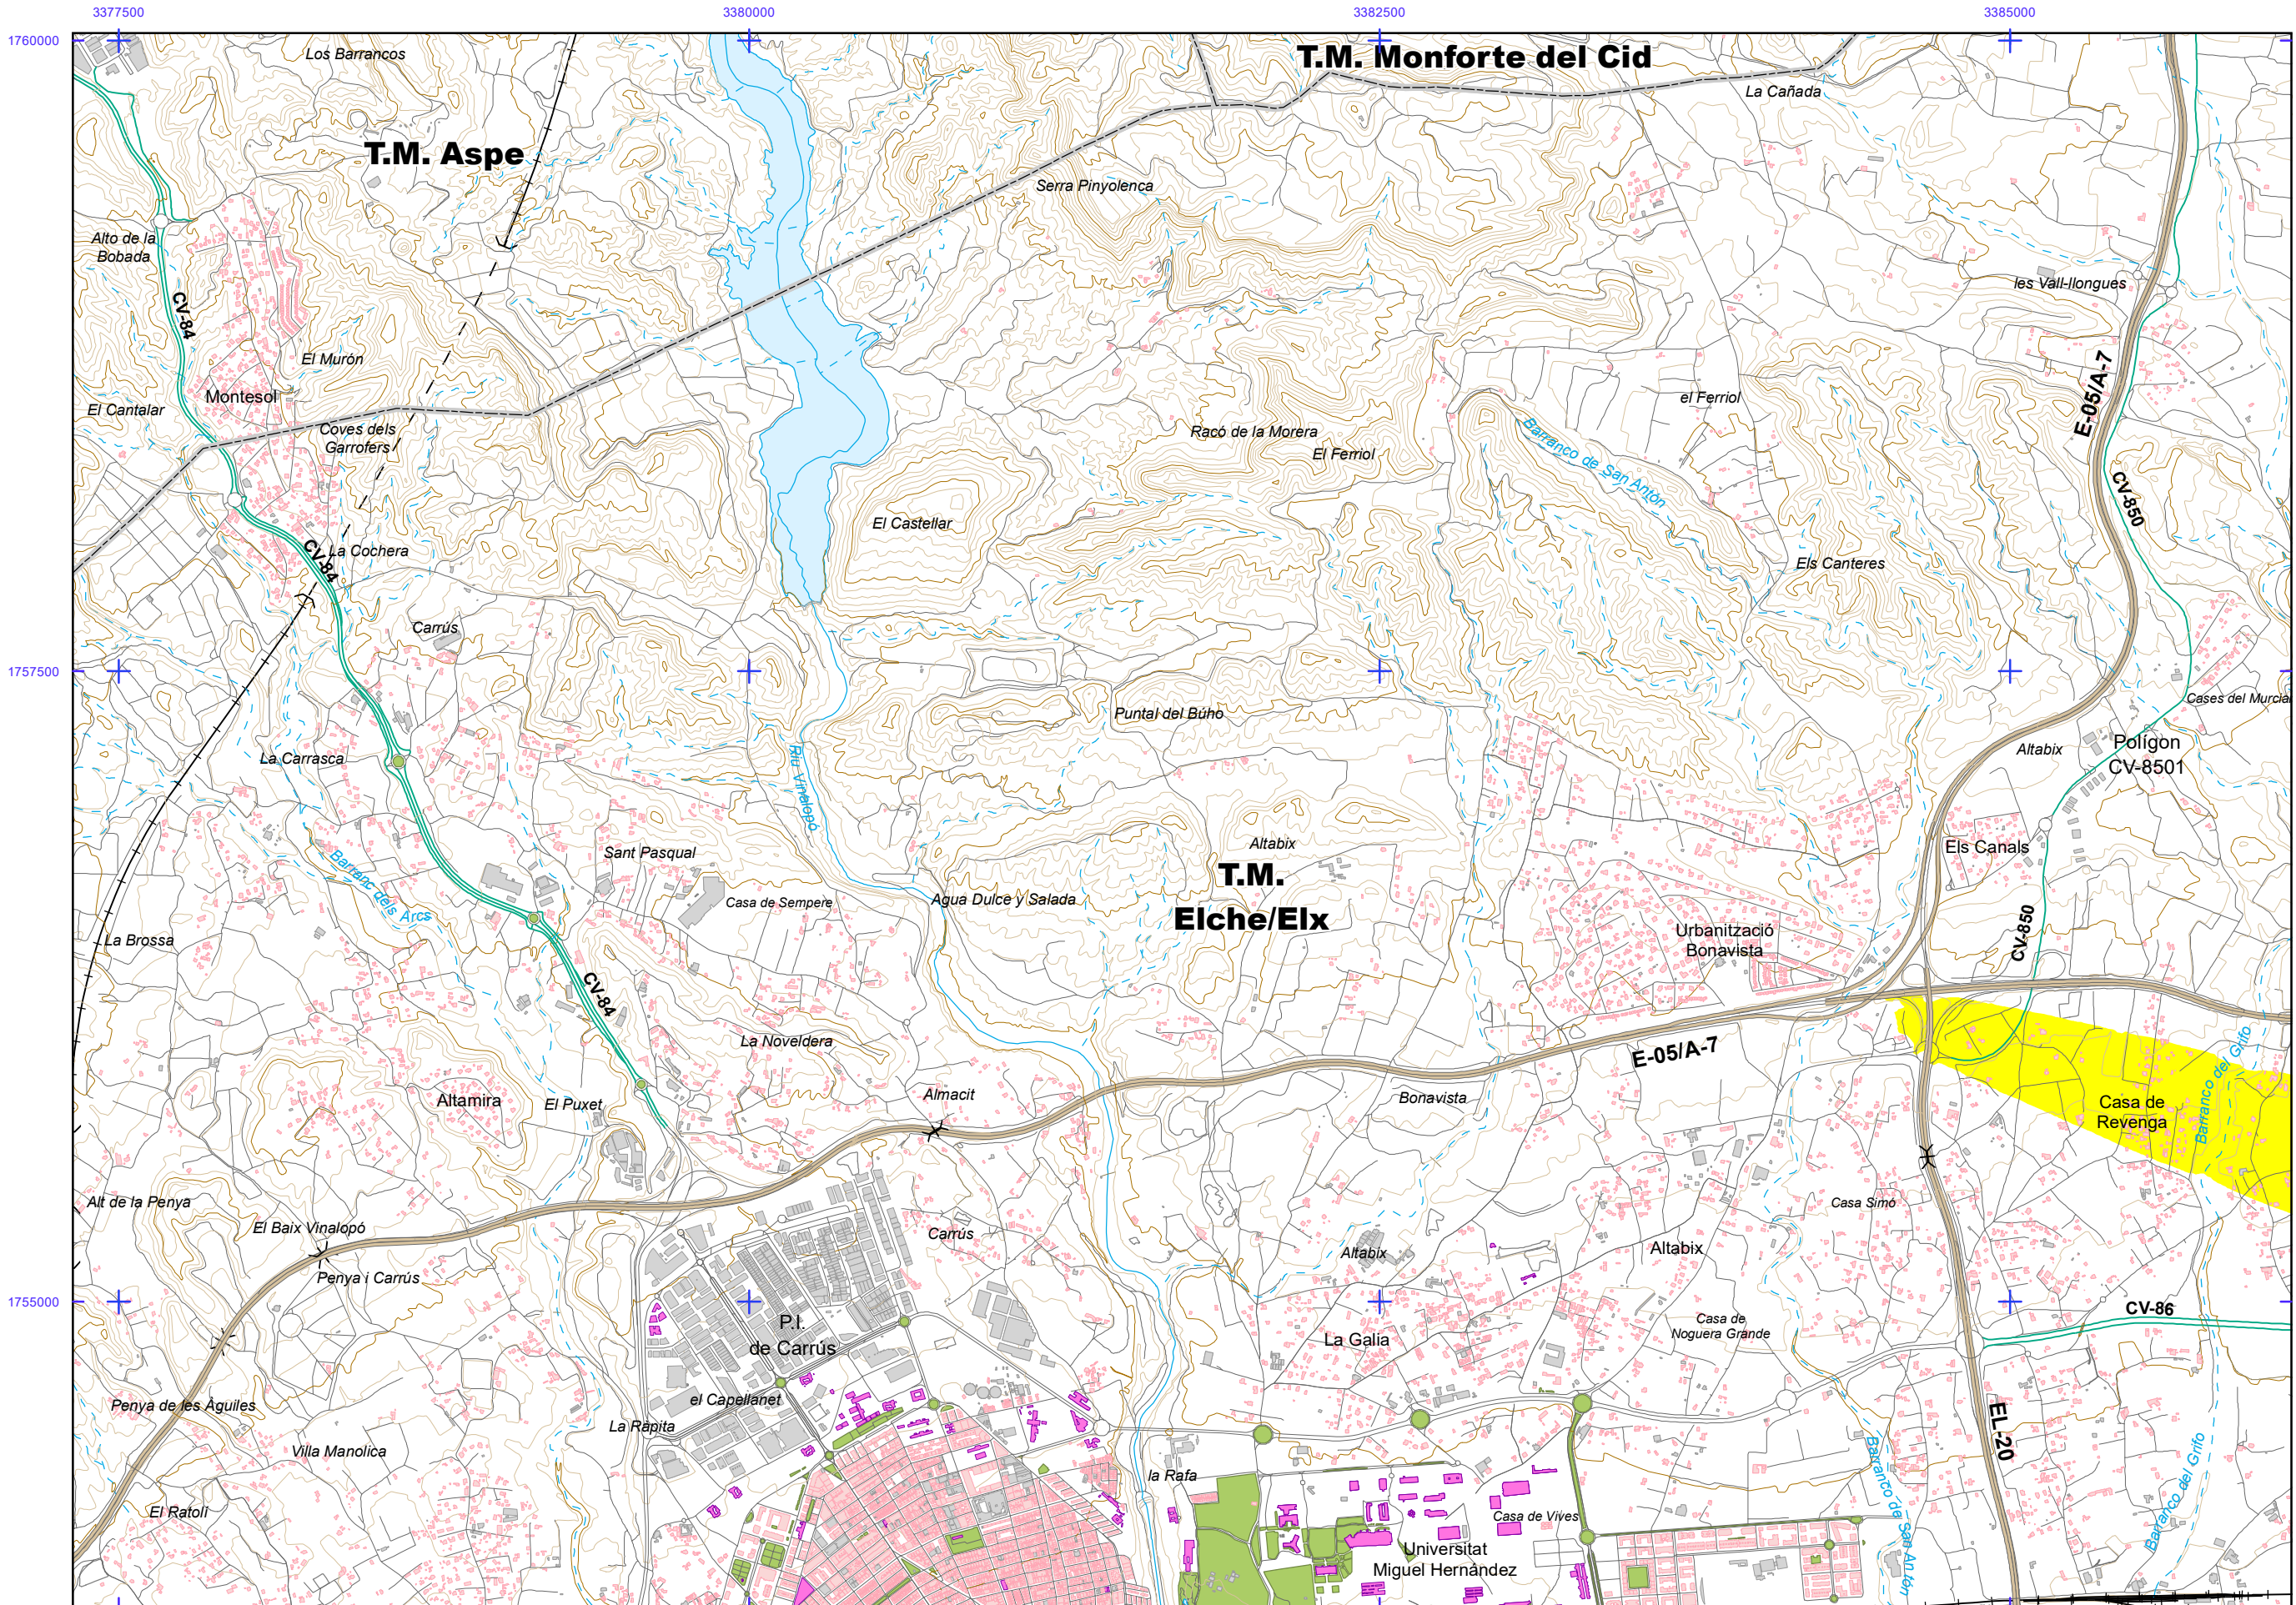 3377500
3380000
3382500
3385000
1760000
Los Barrancos
T.M. Monforte del Cid
La Cañada
T.M. Aspe
Serra Pinyolenca
Alto de la
Bobada
les Vall-llongues
CV-84
El Murón
E-05/A-7
Montesol
el Ferriol
El Cantalar
Coves dels
Garrofers
Racó de la Morera
El Ferriol
Barranco de San Antón
CV-850
El Castellar
CV-84
La Cochera
Els Canteres
Carrús
1757500
Cases del Murcia
Puntal del Búho
Polígon
CV-8501
Altabix
La Carrasca
Riu Vinalopó
Altabix
Els Canals
Sant Pasqual
Barranc dels Arcs
T.M.
Elche/Elx
Casa de Sempere
Agua Dulce y Salada
Urbanització
Bonavista
CV-850
La Brossa
CV-84
La Noveldera
E-05/A-7
Barranco del Grifo
Almacit
Bonavista
Altamira
El Puxet
Casa de
Revenga
Alt de la Penya
Casa Simó
El Baix Vinalopó
Carrús
Altabix
Altabix
Penya i Carrús
1755000
CV-86
P.I.
de Carrús
La Galia
Casa de
Noguera Grande
el Capellanet
Penya de les Àguiles
La Ràpita
EL-20
Villa Manolica
la Rafa
Barranco de San Antón
Barranco del Grifo
El Ratolí
Casa de Vives
Universitat
Miguel Hernández